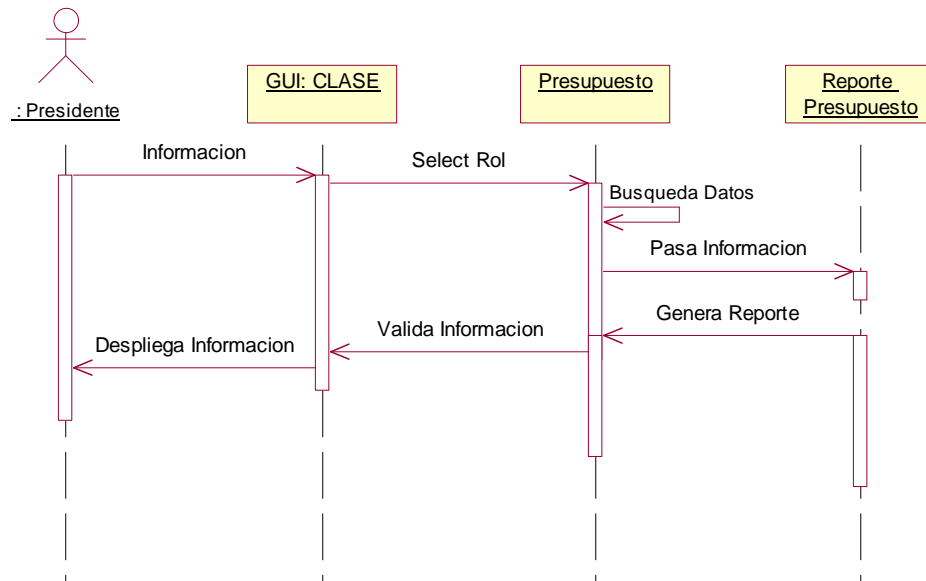 : Presidente
GUI: CLASE
Presupuesto
Reporte
Presupuesto
Informacion
Select Rol
Busqueda Datos
Pasa Informacion
Genera Reporte
Valida Informacion
Despliega Informacion